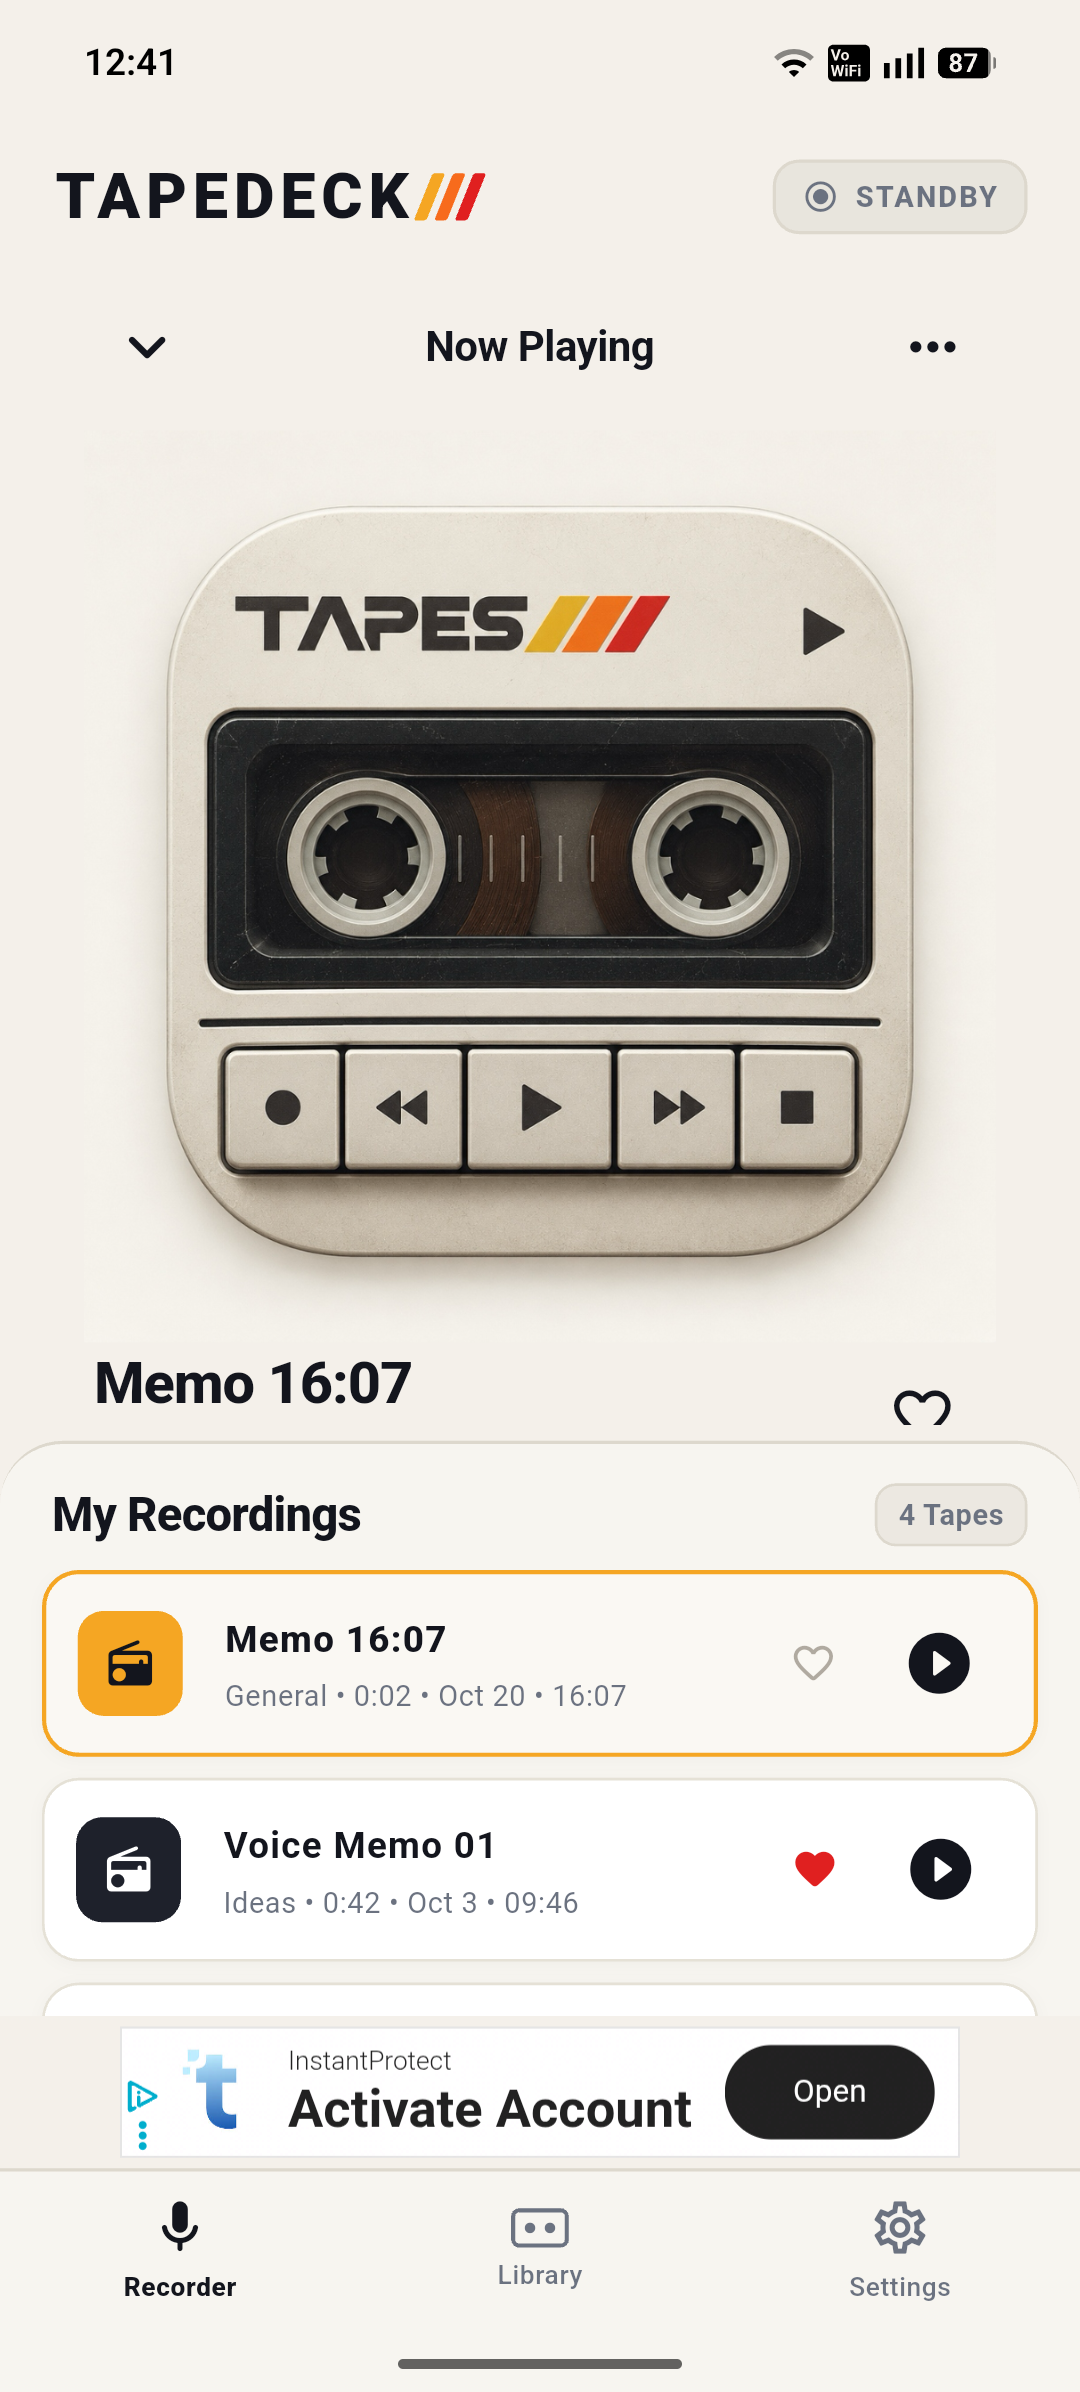 12:41
Vo
WiFi
87
TAPEDECK
STANDBY
Now Playing
TAPES
Memo 16:07
My Recordings
4 Tapes
Memo 16:07
General • 0:02 • Oct 20 • 16:07
Voice Memo 01
Ideas • 0:42 • Oct 3 • 09:46
InstantProtect
Activate Account
Open
Recorder
Library
Settings